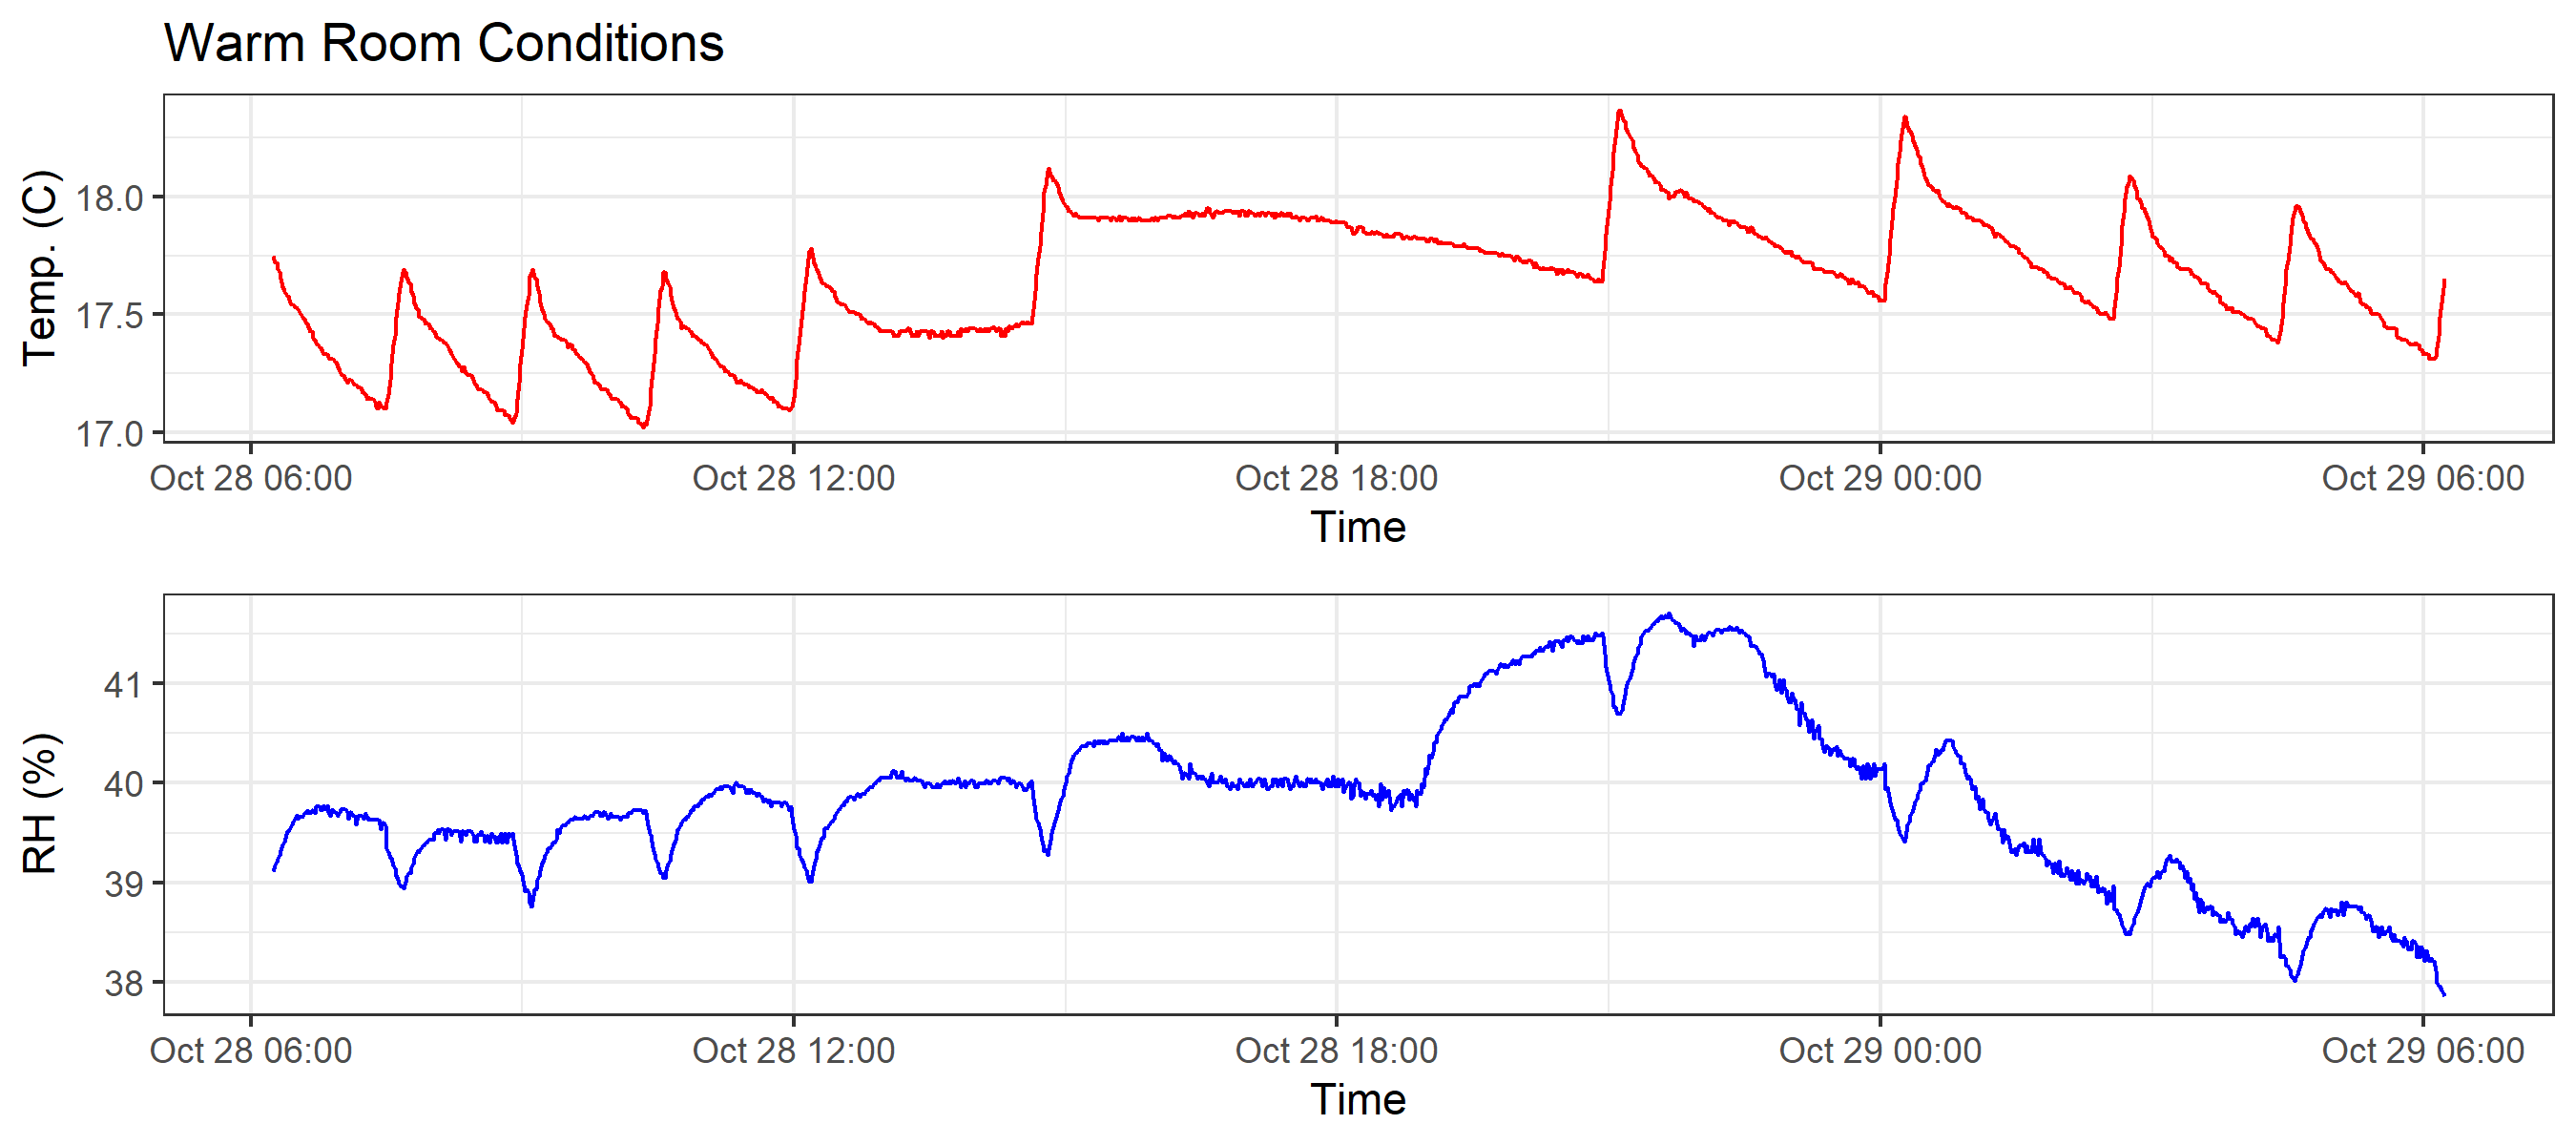 Warm Room Conditions
Temp. (C)
18.0
17.5
17.0
Oct 28 06:00 Oct 28 12:00 Oct 28 18:00 Oct 29 00:00 Oct 29 06:00
Time
RH (%)
41
40
39
38
Oct 28 06:00 Oct 28 12:00 Oct 28 18:00 Oct 29 00:00 Oct 29 06:00
Time